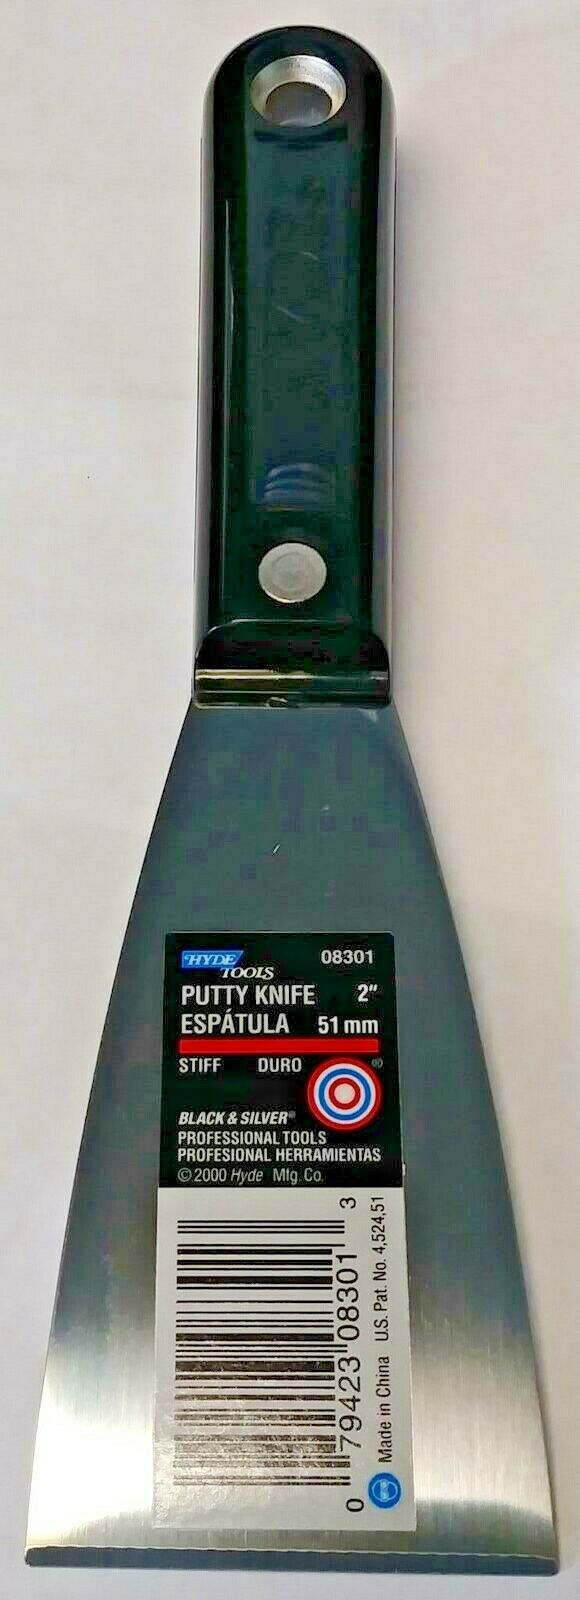 HYDE TOOLS 08301
PUTTY KNIFE 2"
ESPÁTULA 51 mm
STIFF DURO
®
BLACK & SILVER®
PROFESSIONAL TOOLS
PROFESIONAL HERRAMIENTAS
© 2000 Hyde Mfg. Co.
0 79423 08301 3
Made in China U.S. Pat. No. 4,524,51